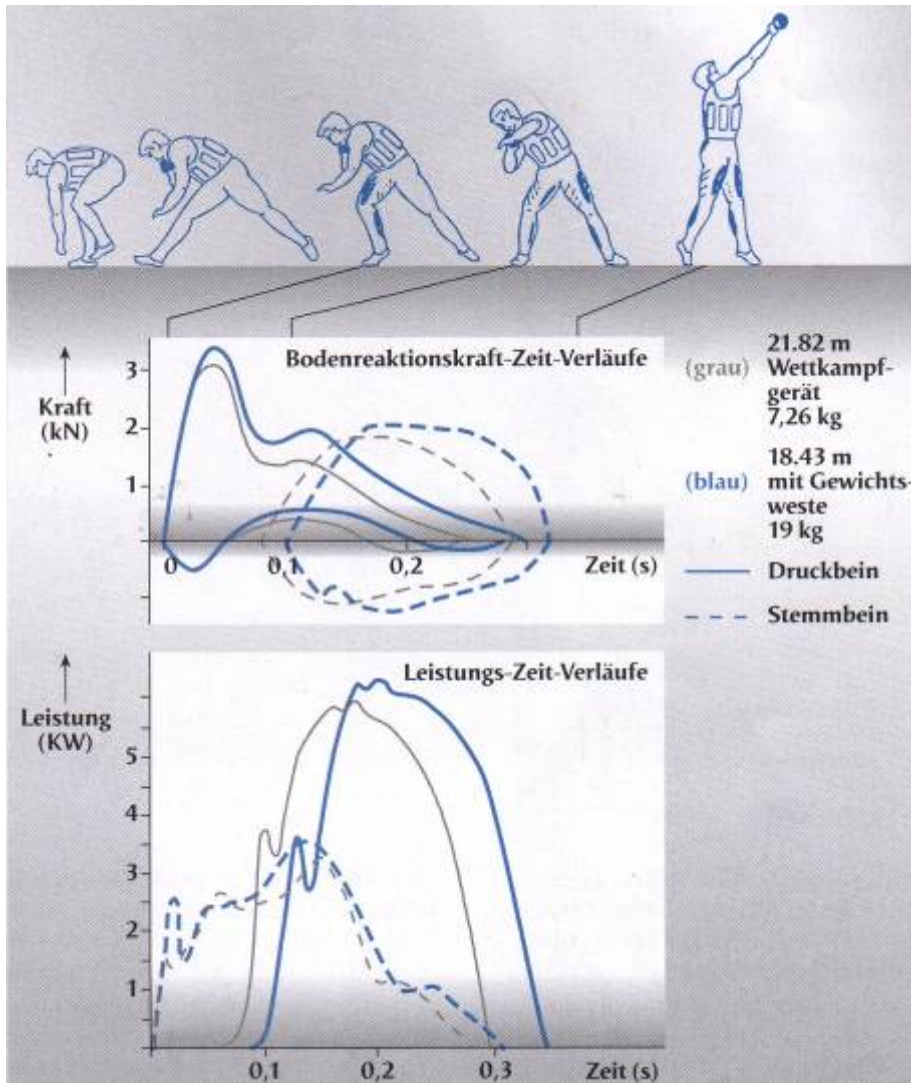 Bodenreaktionskraft-Zeit-Verläufe
Kraft
(kN)
3
2
1
0
0,1
0,2
Zeit (s)
(grau)
21.82 m
Wettkampf-
gerät
7,26 kg
(blau)
18.43 m
mit Gewichts-
weste
19 kg
Druckbein
Stemmbein
Leistungs-Zeit-Verläufe
Leistung
(KW)
5
4
3
2
1
0,1
0,2
0,3
Zeit (s)